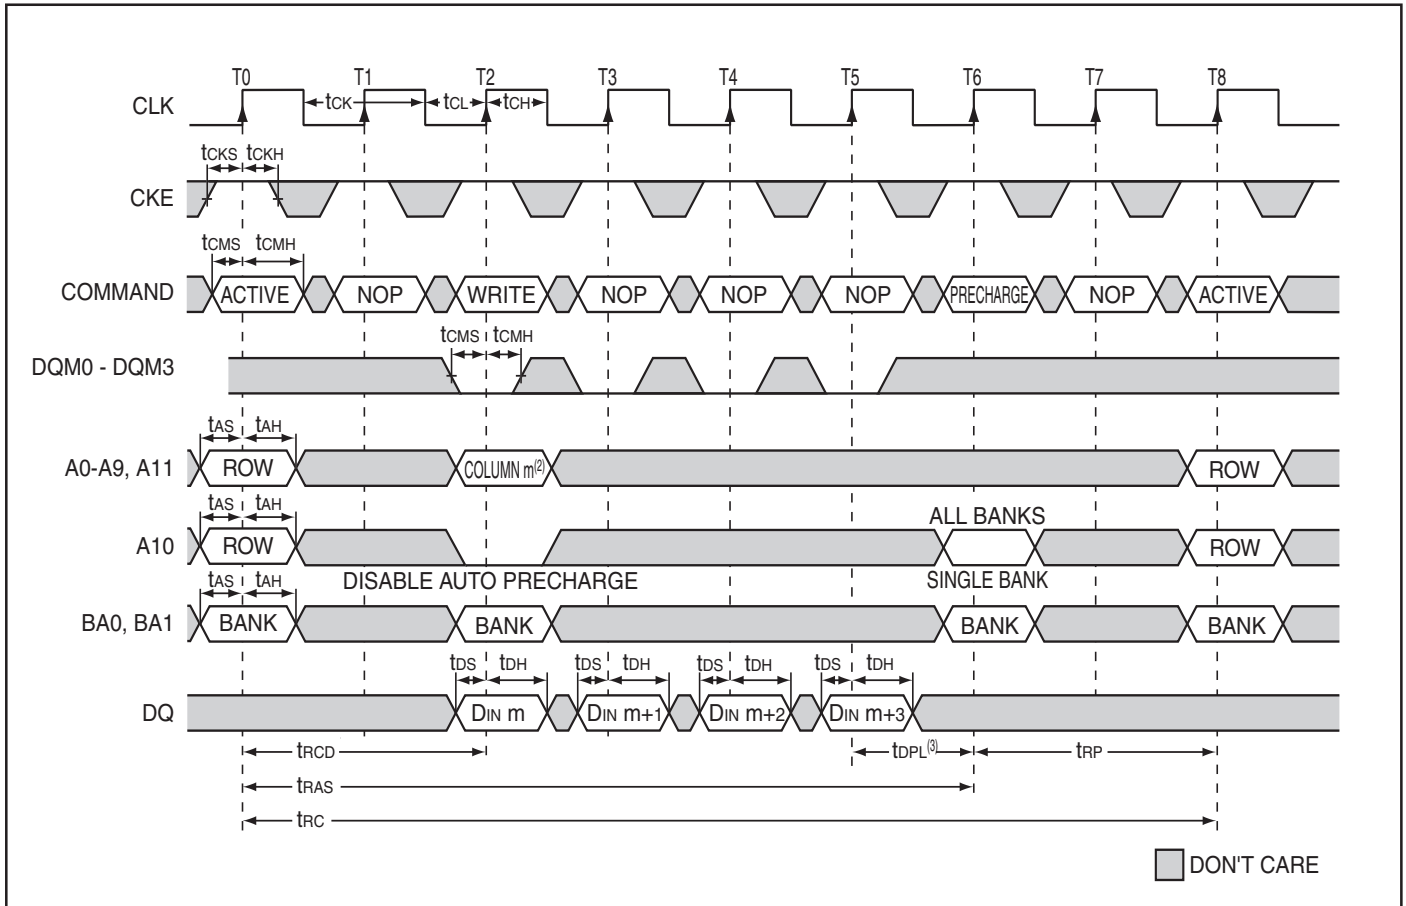 T0 T1 T2 T3 T4 T5 T6 T7 T8
CLK tCK tCL tCH
tCKS tCKH
CKE
tCMS tCMH
COMMAND ACTIVE NOP WRITE NOP NOP NOP PRECHARGE NOP ACTIVE
tCMS tCMH
DQM0 - DQM3
tAS tAH
A0-A9, A11 ROW COLUMN m(2) ROW
tAS tAH ALL BANKS
A10 ROW ROW
tAS tAH DISABLE AUTO PRECHARGE SINGLE BANK
BA0, BA1 BANK BANK BANK BANK
tDS tDH tDS tDH tDS tDH tDS tDH
DQ DIN m DIN m+1 DIN m+2 DIN m+3
tRCD tDPL(3) tRP
tRAS
tRC
DON'T CARE